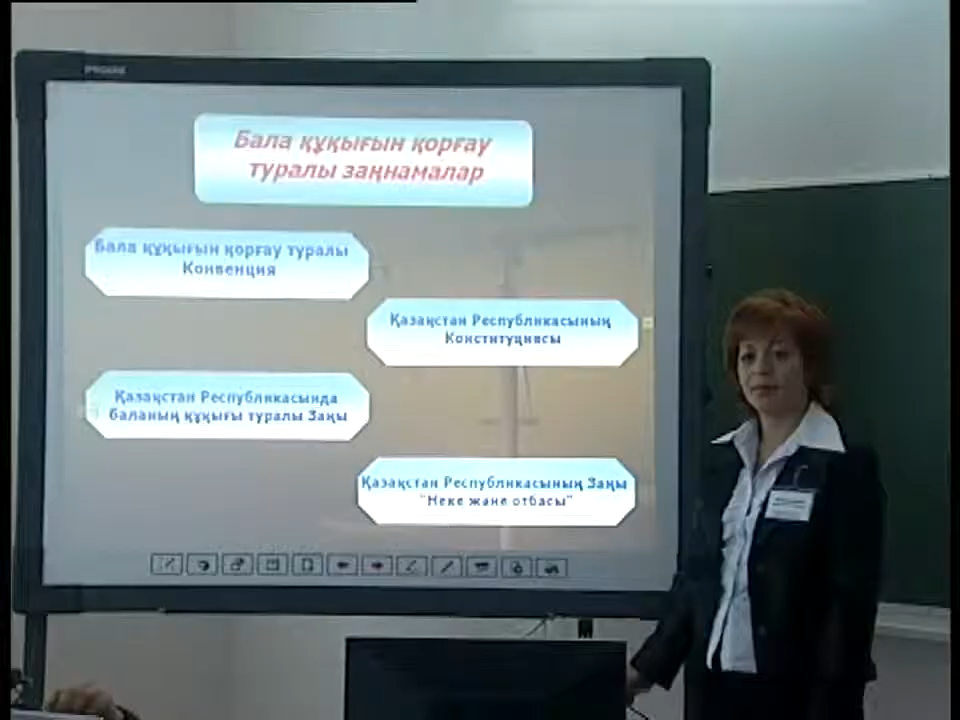 Бала құқығын қорғау
туралы заңнамалар
Бала құқығын қорғау туралы
Конвенция
Қазақстан Республикасының
Конституциясы
Қазақстан Республикасында
баланың құқығы туралы Заңы
Қазақстан Республикасының Заңы
"Неке және отбасы"